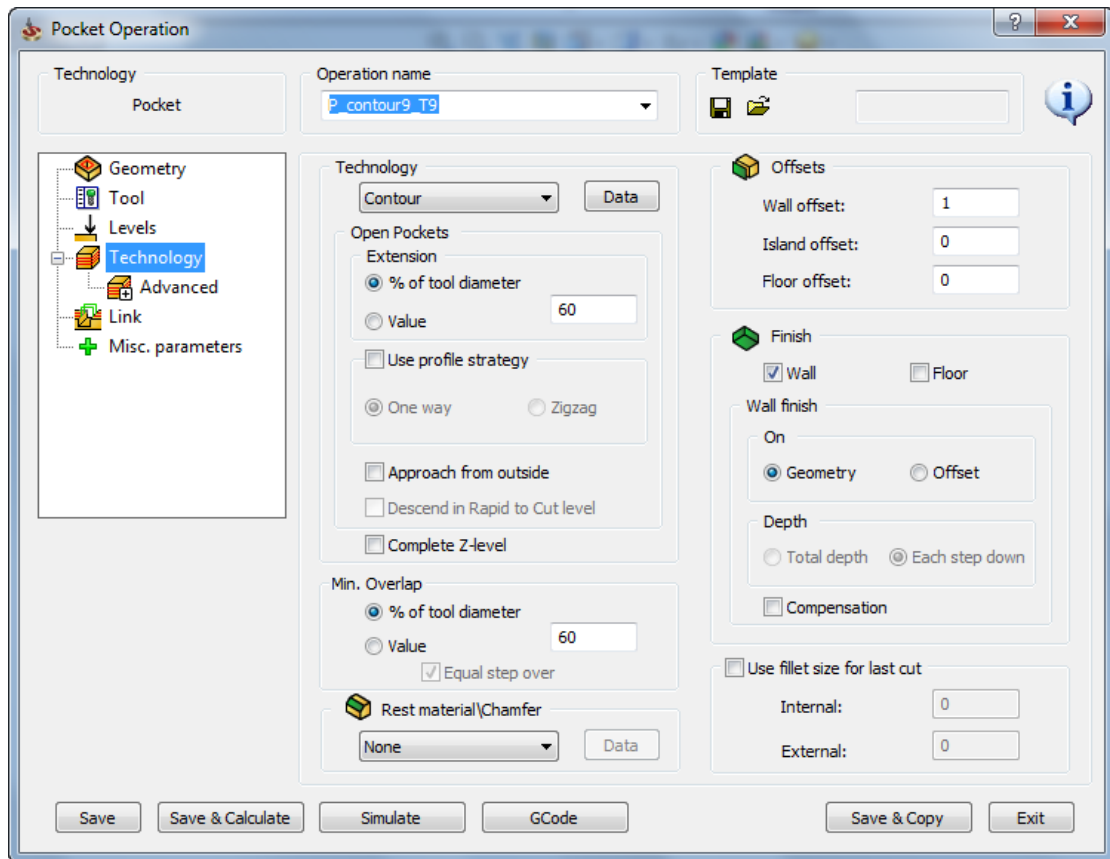 Pocket Operation
Technology
Pocket
Operation name
P_contour9_T9
Template
Geometry
Tool
Levels
Technology
Advanced
Link
Misc. parameters
Technology
Contour
Data
Open Pockets
Extension
% of tool diameter
Value
60
Use profile strategy
One way
Zigzag
Approach from outside
Descend in Rapid to Cut level
Complete Z-level
Min. Overlap
% of tool diameter
Value
60
Equal step over
Rest material\Chamfer
None
Data
Offsets
Wall offset: 1
Island offset: 0
Floor offset: 0
Finish
Wall
Floor
Wall finish
On
Geometry
Offset
Depth
Total depth
Each step down
Compensation
Use fillet size for last cut
Internal: 0
External: 0
Save
Save & Calculate
Simulate
GCode
Save & Copy
Exit